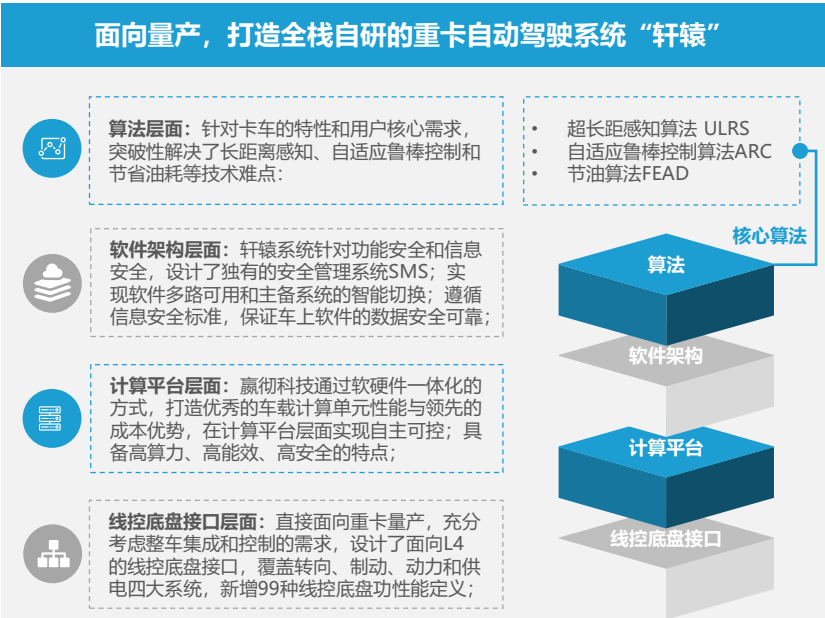 面向量产，打造全栈自研的重卡自动驾驶系统“轩辕”
算法层面：针对卡车的特性和用户核心需求，
突破性解决了长距离感知、自适应鲁棒控制和
节省油耗等技术难点：
• 超长距感知算法 ULRS
• 自适应鲁棒控制算法ARC
• 节油算法FEAD
核心算法
软件架构层面：轩辕系统针对功能安全和信息
安全，设计了独有的安全管理系统SMS；实
现软件多路可用和主备系统的智能切换；遵循
信息安全标准，保证车上软件的数据安全可靠；
计算平台层面：嬴彻科技通过软硬件一体化的
方式，打造优秀的车载计算单元性能与领先的
成本优势，在计算平台层面实现自主可控；具
备高算力、高能效、高安全的特点；
线控底盘接口层面：直接面向重卡量产，充分
考虑整车集成和控制的需求，设计了面向L4
的线控底盘接口，覆盖转向、制动、动力和供
电四大系统，新增99种线控底盘功性能定义；
算法
软件架构
计算平台
线控底盘接口